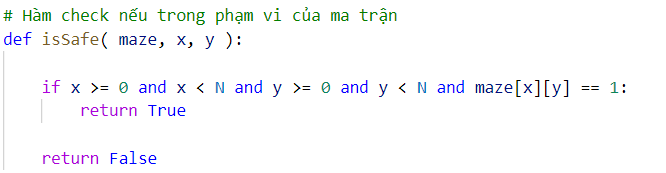 # Hàm check nếu trong phạm vi của ma trận
def isSafe( maze, x, y ):
if x >= 0 and x < N and y >= 0 and y < N and maze[x][y] == 1:
return True
return False